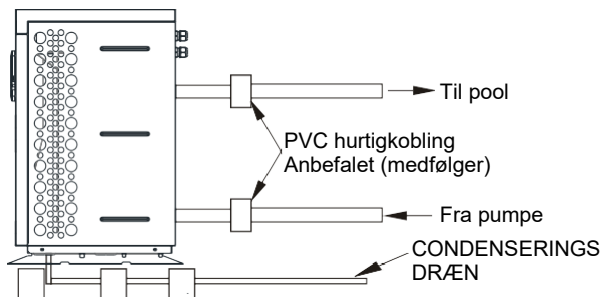 Til pool
PVC hurtigkobling
Anbefalet (medfølger)
Fra pumpe
CONDENSERINGS
DRÆN